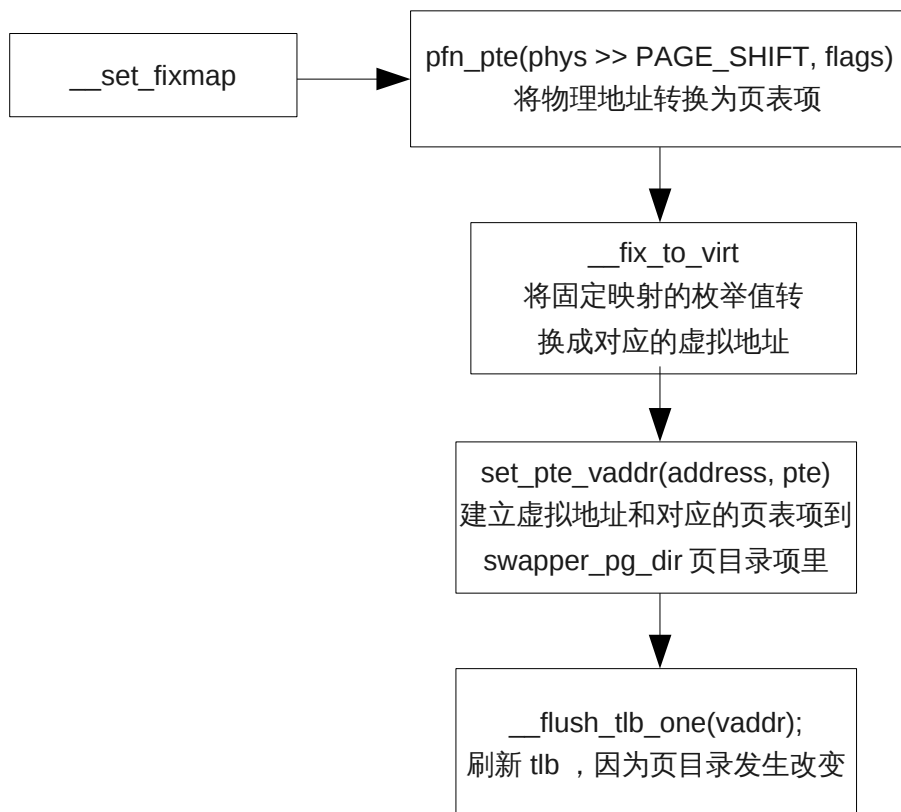 __set_fixmap
pfn_pte(phys >> PAGE_SHIFT, flags)
将物理地址转换为页表项
__fix_to_virt
将固定映射的枚举值转
换成对应的虚拟地址
set_pte_vaddr(address, pte)
建立虚拟地址和对应的页表项到
swapper_pg_dir 页目录项里
__flush_tlb_one(vaddr);
刷新 tlb ，因为页目录发生改变